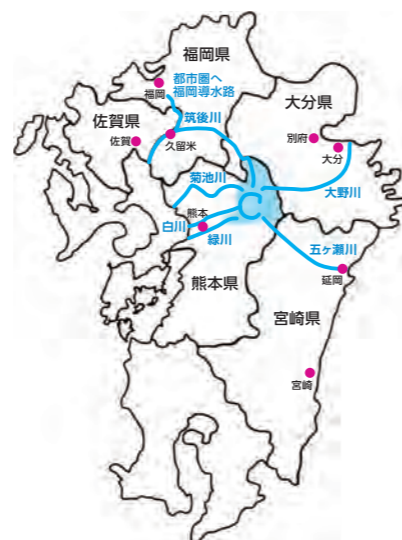 福岡県
都市圏へ
福岡導水路
福岡
大分県
筑後川
佐賀県
佐賀
久留米
別府
大分
菊池川
大野川
C
熊本
白川
緑川
五ヶ瀬川
延岡
熊本県
宮崎県
宮崎